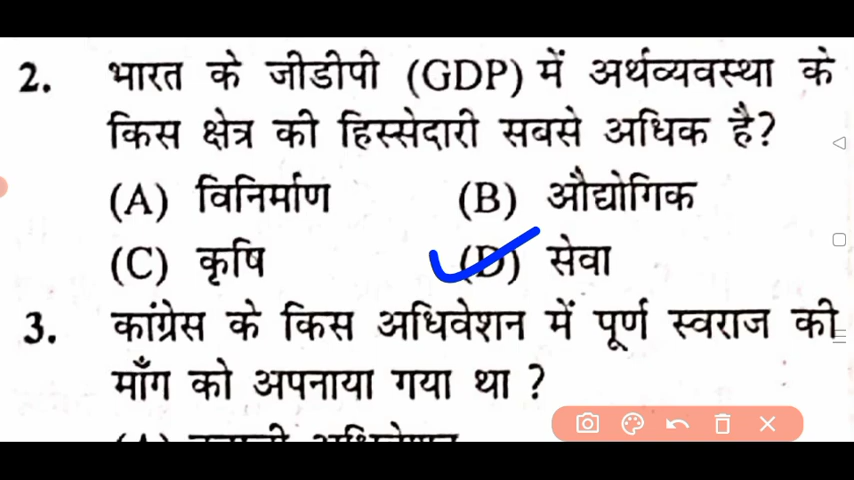 2. भारत के जीडीपी (GDP) में अर्थव्यवस्था के
किस क्षेत्र की हिस्सेदारी सबसे अधिक है?
(A) विनिर्माण (B) औद्योगिक
(C) कृषि (D) सेवा
3. कांग्रेस के किस अधिवेशन में पूर्ण स्वराज की
माँग को अपनाया गया था ?
(A)